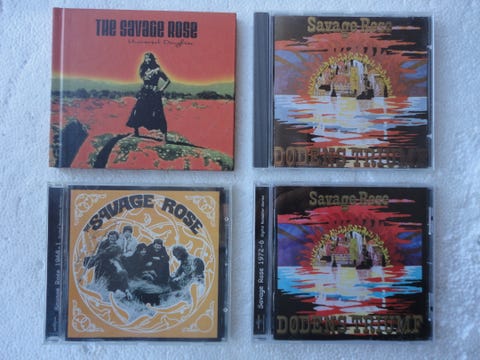 THE SAVAGE ROSE
Universal Daughter
Savage Rose
DØDENS TRIUMF
SAVAGE ROSE
Savage Rose 1972-6
Savage Rose
DØDENS TRIUMF